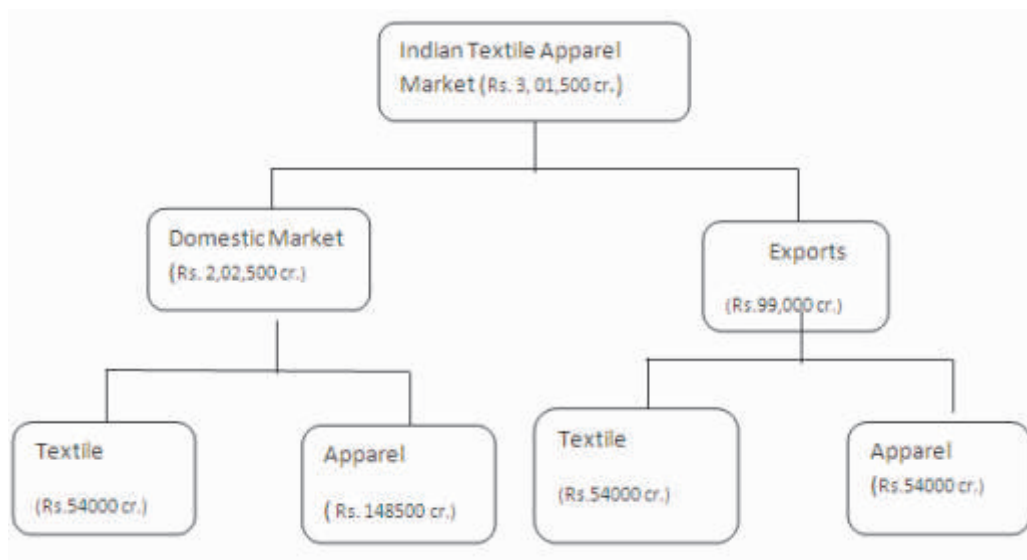 Indian Textile Apparel
Market (Rs. 3, 01,500 cr.)
Domestic Market
(Rs. 2,02,500 cr.)
Exports
(Rs.99,000 cr.)
Textile
(Rs.54000 cr.)
Apparel
( Rs. 148500 cr.)
Textile
(Rs.54000 cr.)
Apparel
(Rs.54000 cr.)